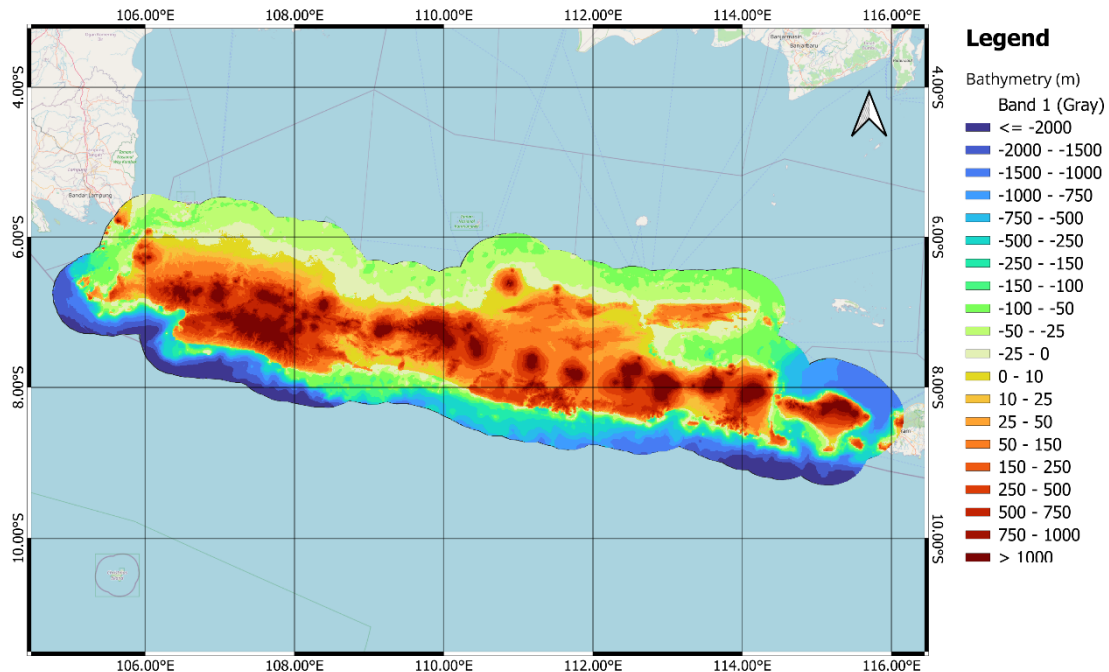 106.00°E 108.00°E 110.00°E 112.00°E 114.00°E 116.00°E
4.00°S 6.00°S 8.00°S 10.00°S
Bandar Lampung
Banjarmasin
Banjarbaru
4.00°S 6.00°S 8.00°S 10.00°S
106.00°E 108.00°E 110.00°E 112.00°E 114.00°E 116.00°E
Legend
Bathymetry (m)
Band 1 (Gray)
<= -2000
-2000 - -1500
-1500 - -1000
-1000 - -750
-750 - -500
-500 - -250
-250 - -150
-150 - -100
-100 - -50
-50 - -25
-25 - 0
0 - 10
10 - 25
25 - 50
50 - 150
150 - 250
250 - 500
500 - 750
750 - 1000
> 1000